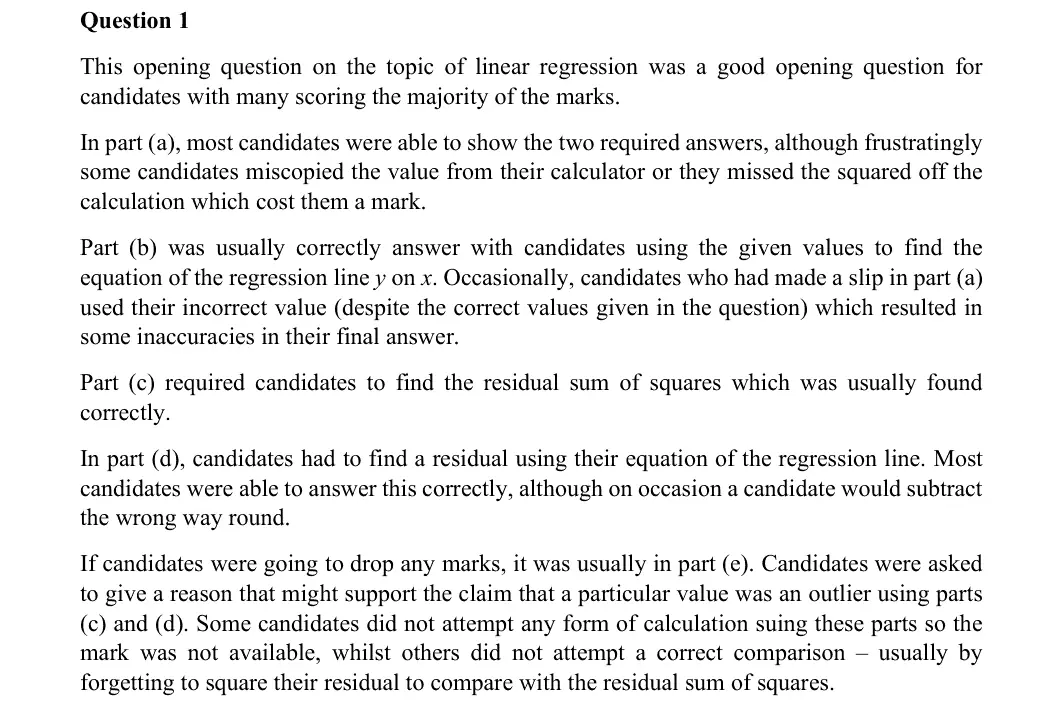 Question 1
This opening question on the topic of linear regression was a good opening question for
candidates with many scoring the majority of the marks.
In part (a), most candidates were able to show the two required answers, although frustratingly
some candidates miscopied the value from their calculator or they missed the squared off the
calculation which cost them a mark.
Part (b) was usually correctly answer with candidates using the given values to find the
equation of the regression line y on x. Occasionally, candidates who had made a slip in part (a)
used their incorrect value (despite the correct values given in the question) which resulted in
some inaccuracies in their final answer.
Part (c) required candidates to find the residual sum of squares which was usually found
correctly.
In part (d), candidates had to find a residual using their equation of the regression line. Most
candidates were able to answer this correctly, although on occasion a candidate would subtract
the wrong way round.
If candidates were going to drop any marks, it was usually in part (e). Candidates were asked
to give a reason that might support the claim that a particular value was an outlier using parts
(c) and (d). Some candidates did not attempt any form of calculation suing these parts so the
mark was not available, whilst others did not attempt a correct comparison – usually by
forgetting to square their residual to compare with the residual sum of squares.